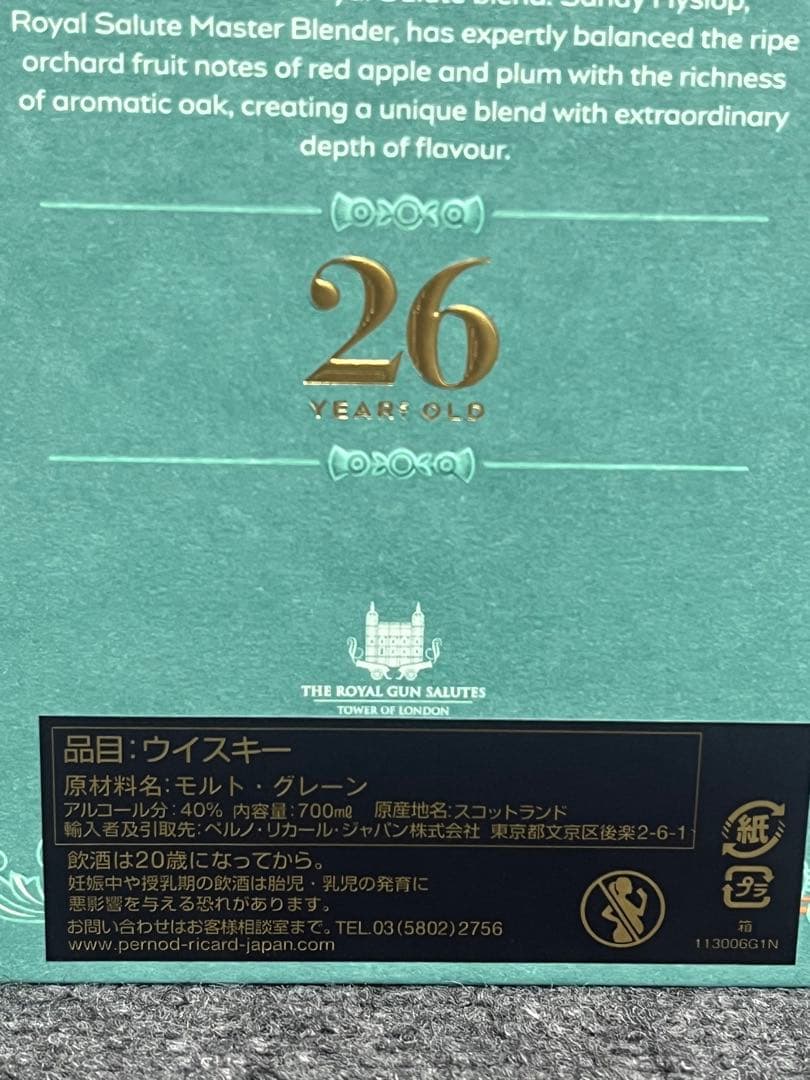 Royal Salute Master Blender, has expertly balanced the ripe
orchard fruit notes of red apple and plum with the richness
of aromatic oak, creating a unique blend with extraordinary
depth of flavour.
26
YEARS OLD
THE ROYAL GUN SALUTES
TOWER OF LONDON
品目:ウイスキー
原材料名:モルト・グレーン
アルコール分:40% 内容量:700mℓ 原産地名:スコットランド
輸入者及引取先:ペルノ・リカール・ジャパン株式会社 東京都文京区後楽2-6-1
飲酒は20歳になってから。
妊娠中や授乳期の飲酒は胎児・乳児の発育に
悪影響を与える恐れがあります。
お問い合わせはお客様相談室まで。TEL.03(5802)2756
www.pernod-ricard-japan.com
紙
プラ
箱
113006G1N